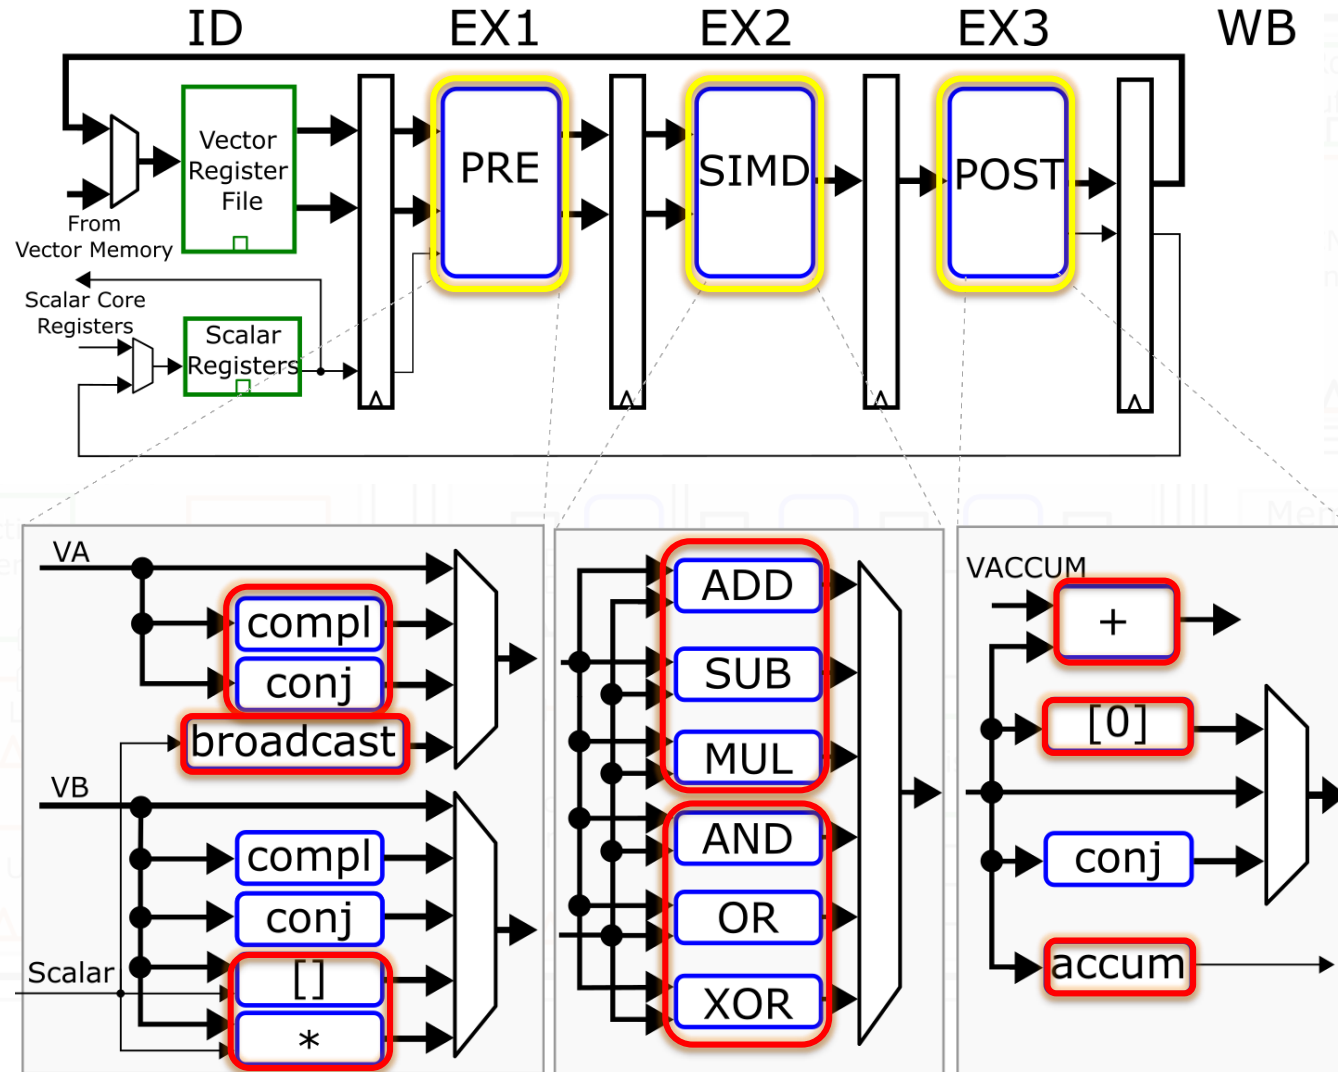 ID
EX1
EX2
EX3
WB
Vector
Register
File
PRE
SIMD
POST
From
Vector Memory
Scalar Core
Registers
Scalar
Registers
VA
compl
conj
broadcast
VB
compl
conj
Scalar
[]
*
ADD
SUB
MUL
AND
OR
XOR
VACCUM
+
[0]
conj
accum